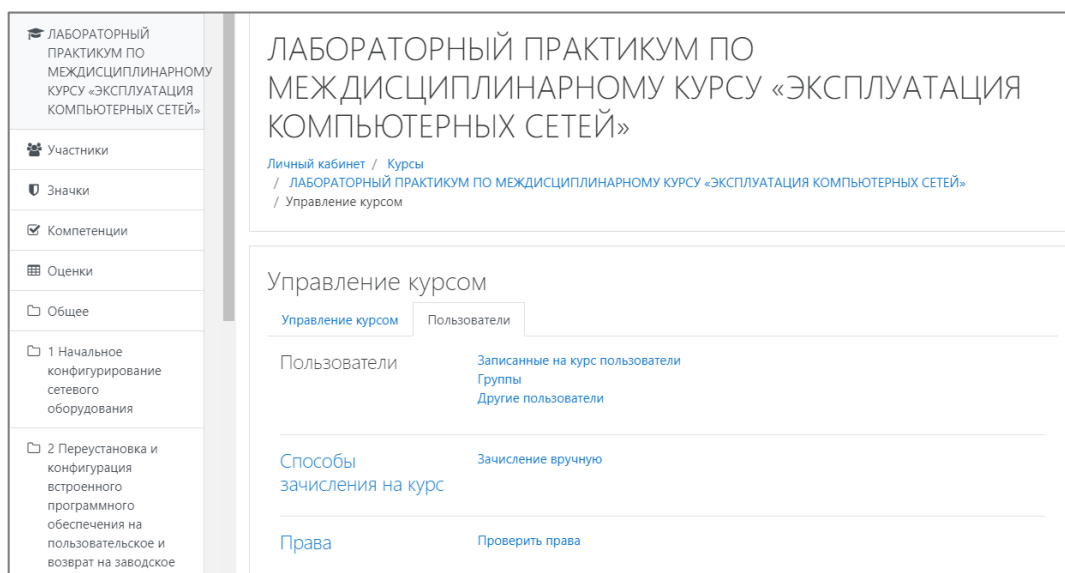 ЛАБОРАТОРНЫЙ
ПРАКТИКУМ ПО
МЕЖДИСЦИПЛИНАРНОМУ
КУРСУ «ЭКСПЛУАТАЦИЯ
КОМПЬЮТЕРНЫХ СЕТЕЙ»
Участники
Значки
Компетенции
Оценки
Общее
1 Начальное
конфигурирование
сетевого
оборудования
2 Переустановка и
конфигурация
встроенного
программного
обеспечения на
пользовательское и
возврат на заводское
ЛАБОРАТОРНЫЙ ПРАКТИКУМ ПО
МЕЖДИСЦИПЛИНАРНОМУ КУРСУ «ЭКСПЛУАТАЦИЯ
КОМПЬЮТЕРНЫХ СЕТЕЙ»
Личный кабинет / Курсы
/ ЛАБОРАТОРНЫЙ ПРАКТИКУМ ПО МЕЖДИСЦИПЛИНАРНОМУ КУРСУ «ЭКСПЛУАТАЦИЯ КОМПЬЮТЕРНЫХ СЕТЕЙ»
/ Управление курсом
Управление курсом
Управление курсом Пользователи
Пользователи
Записанные на курс пользователи
Группы
Другие пользователи
Способы
зачисления на курс
Зачисление вручную
Права
Проверить права